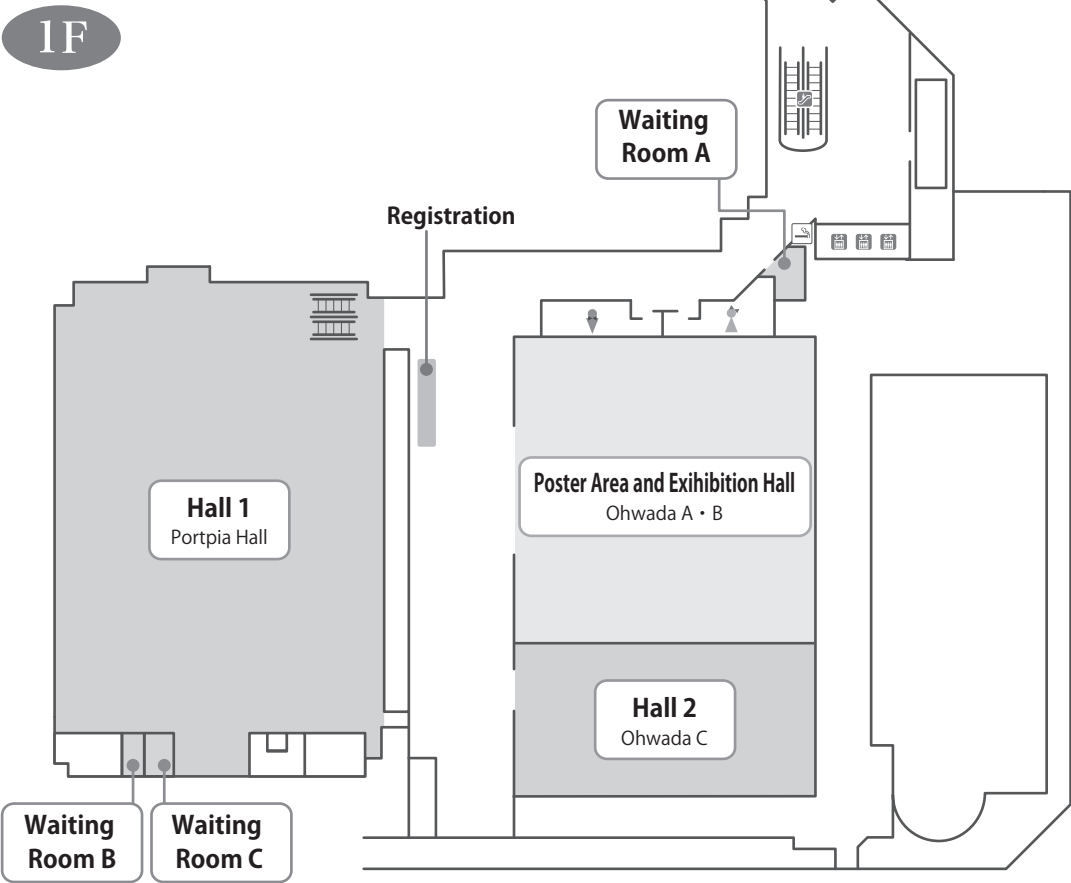 1F
Waiting
Room A
Registration
Poster Area and Exihibition Hall
Ohwada A・B
Hall 1
Portpia Hall
Hall 2
Ohwada C
Waiting
Room B
Waiting
Room C